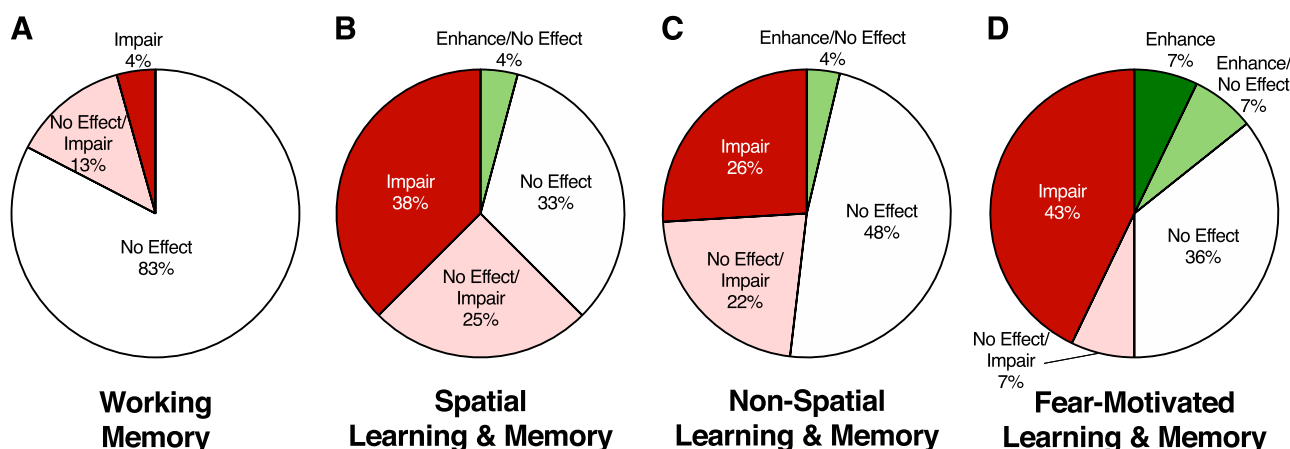 A
Impair
4%
No Effect/
Impair
13%
No Effect
83%
Working
Memory
B
Enhance/No Effect
4%
Impair
38%
No Effect
33%
No Effect/
Impair
25%
Spatial
Learning & Memory
C
Enhance/No Effect
4%
Impair
26%
No Effect
48%
No Effect/
Impair
22%
Non-Spatial
Learning & Memory
D
Enhance
7%
Enhance/
No Effect
7%
Impair
43%
No Effect
36%
No Effect/
Impair
7%
Fear-Motivated
Learning & Memory